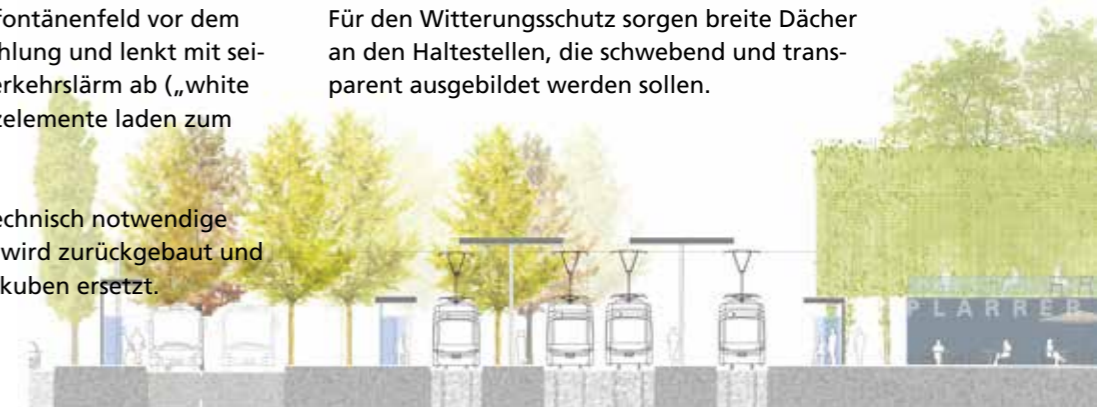 fontänenfeld vor dem
hlung und lenkt mit sei-
erkehrslärm ab („white
zelemente laden zum
echnisch notwendige
wird zurückgebaut und
kuben ersetzt.
Für den Witterungsschutz sorgen breite Dächer
an den Haltestellen, die schwebend und trans-
parent ausgebildet werden sollen.
PLÄRRER